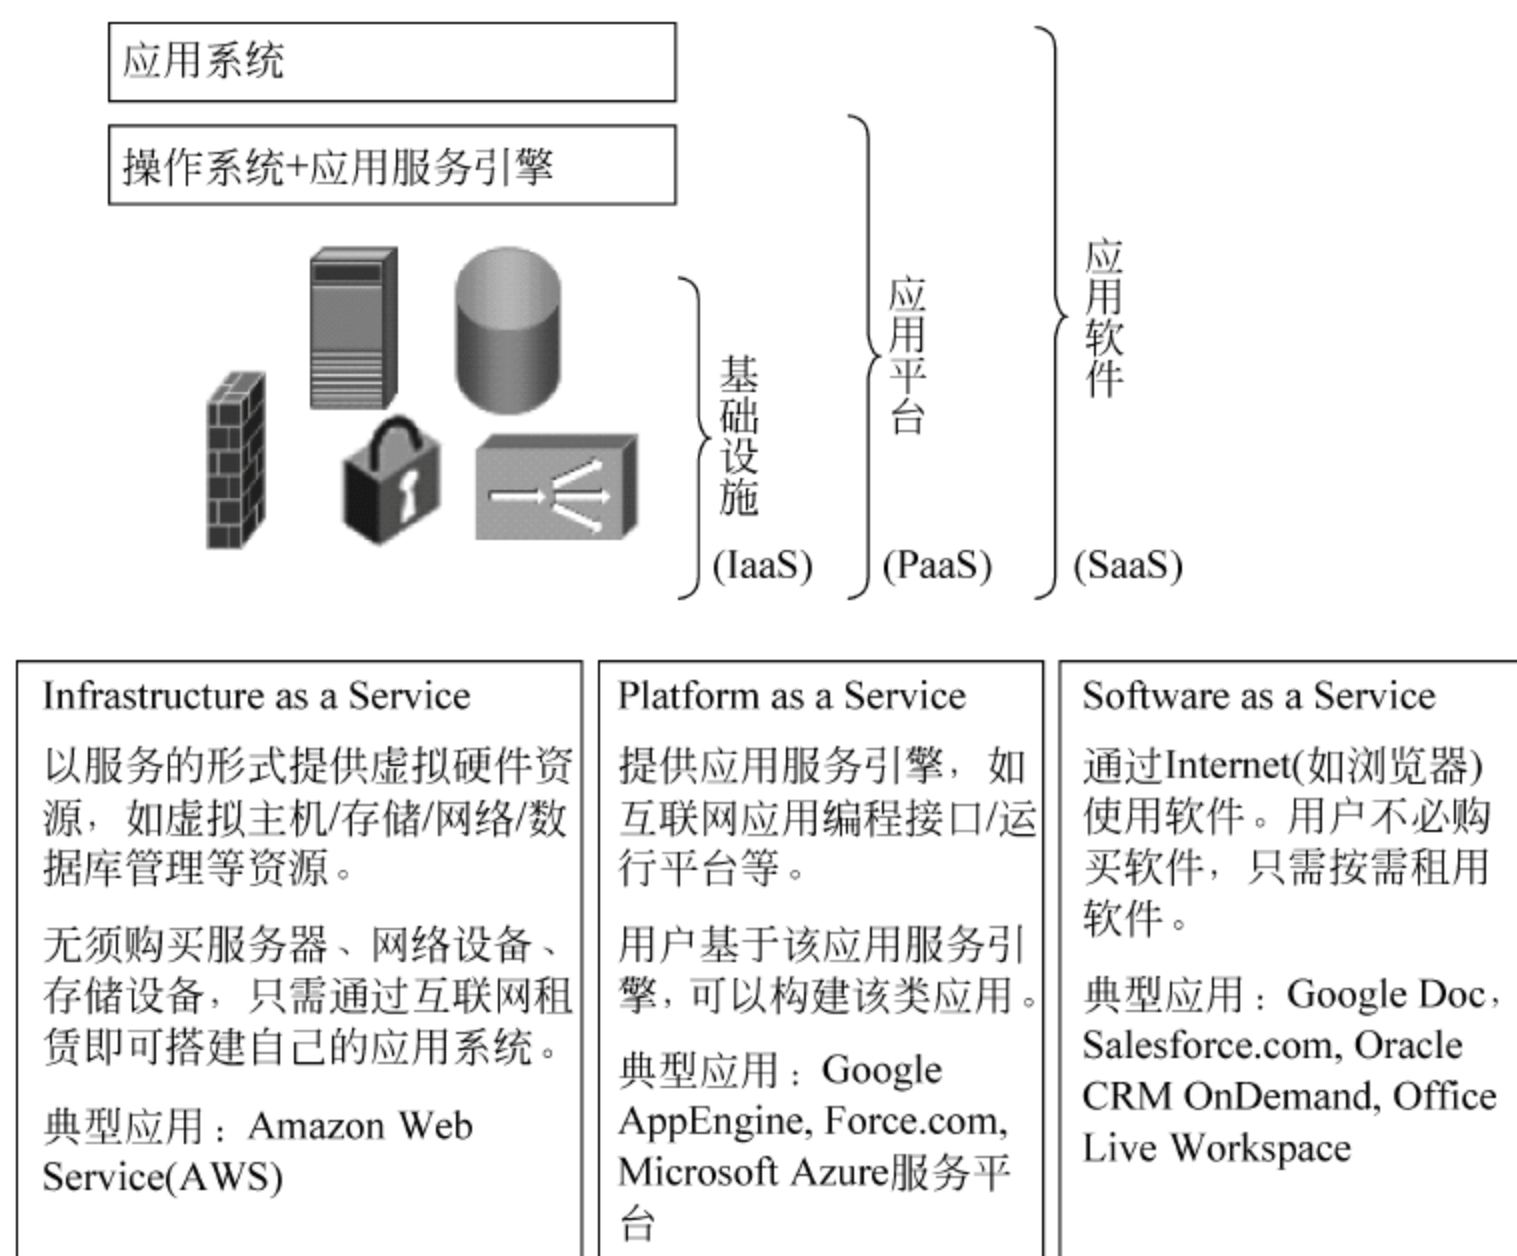 应用系统
操作系统+应用服务引擎
基础设施
(IaaS)
应用平台
(PaaS)
应用软件
(SaaS)
Infrastructure as a Service
以服务的形式提供虚拟硬件资
源，如虚拟主机/存储/网络/数
据库管理等资源。
无须购买服务器、网络设备、
存储设备，只需通过互联网租
赁即可搭建自己的应用系统。
典型应用：Amazon Web
Service(AWS)
Platform as a Service
提供应用服务引擎，如
互联网应用编程接口/运
行平台等。
用户基于该应用服务引
擎，可以构建该类应用。
典型应用：Google
AppEngine, Force.com,
Microsoft Azure服务平
台
Software as a Service
通过Internet(如浏览器)
使用软件。用户不必购
买软件，只需按需租用
软件。
典型应用：Google Doc，
Salesforce.com, Oracle
CRM OnDemand, Office
Live Workspace